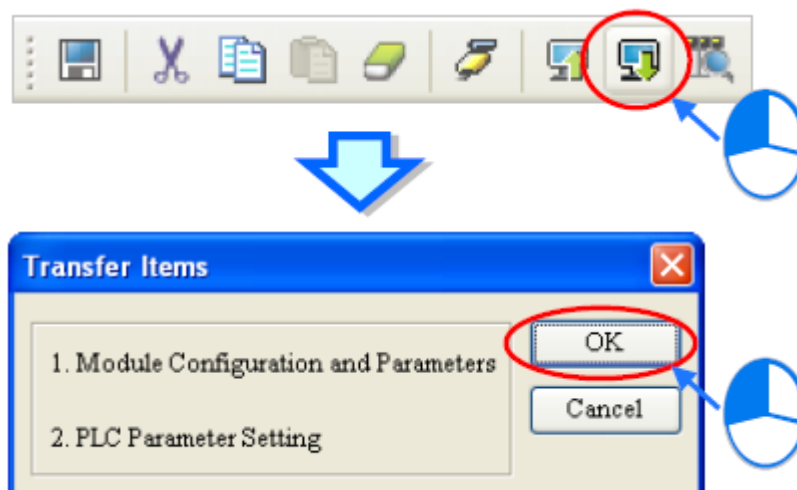 Transfer Items
1. Module Configuration and Parameters
OK
Cancel
2. PLC Parameter Setting